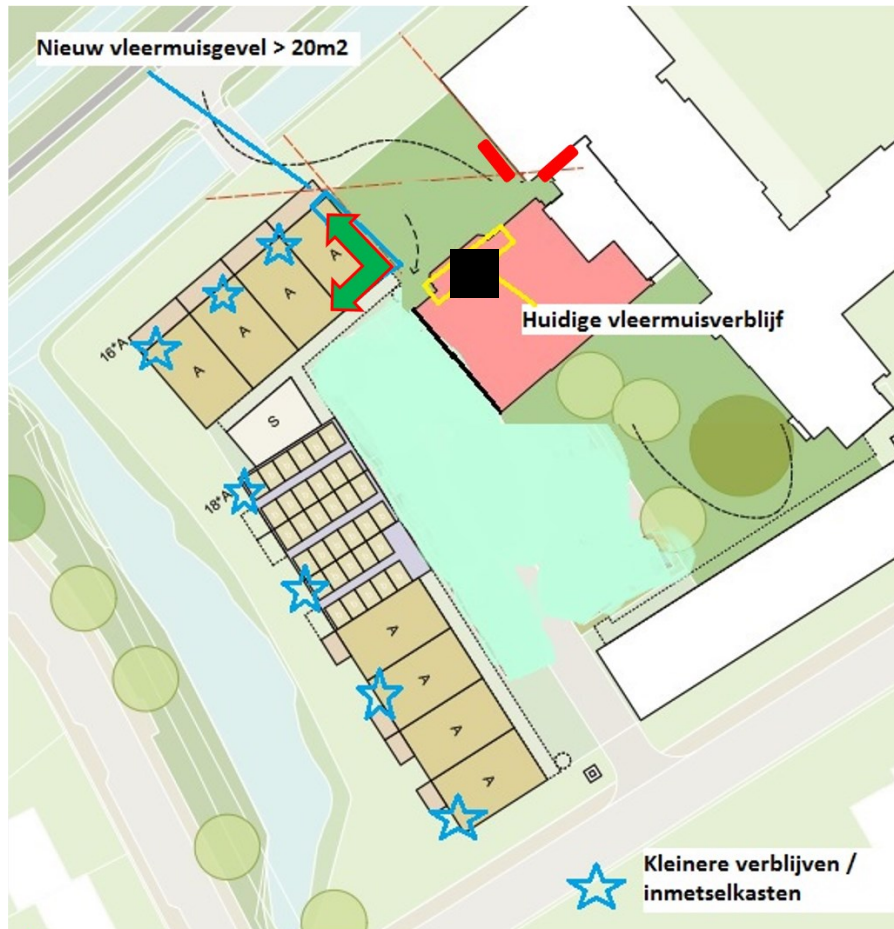 Nieuw vleermuisgevel > 20m2
A
A
A
A
16*A
Huidige vleermuisverblijf
S
18*A
A
A
A
A
Kleinere verblijven /
inmetselkasten